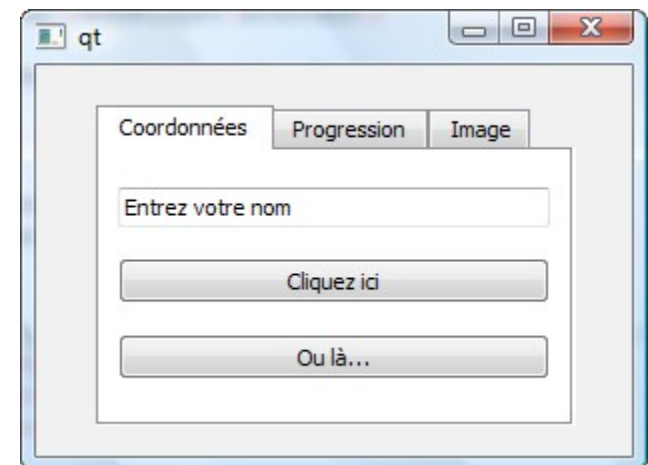 qt
Coordonnées Progression Image
Entrez votre nom
Cliquez ici
Ou là...